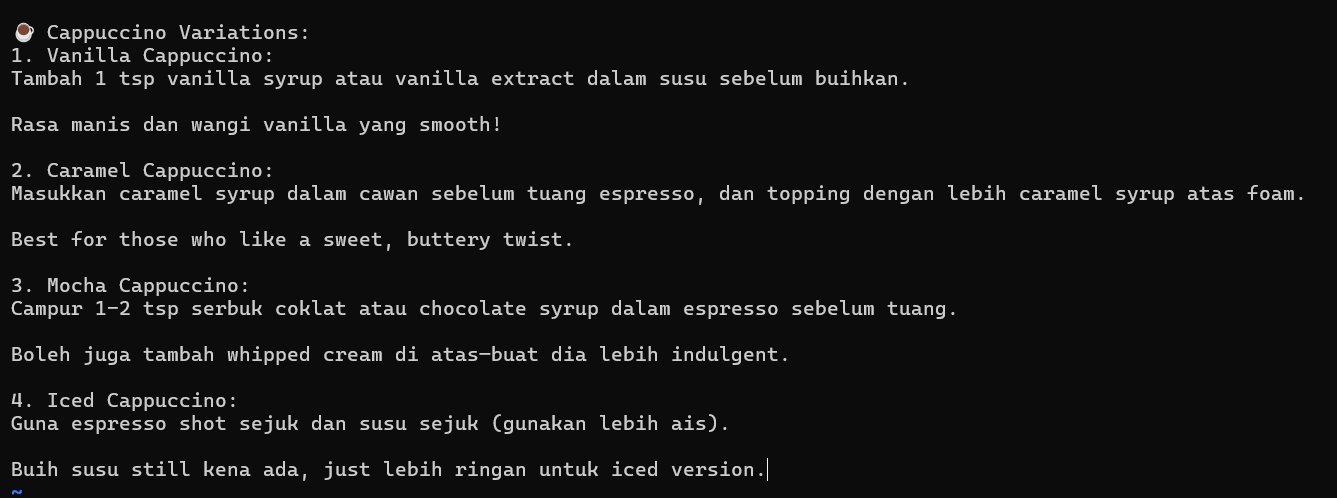 ☕ Cappuccino Variations:
1. Vanilla Cappuccino:
Tambah 1 tsp vanilla syrup atau vanilla extract dalam susu sebelum buihkan.
Rasa manis dan wangi vanilla yang smooth!
2. Caramel Cappuccino:
Masukkan caramel syrup dalam cawan sebelum tuang espresso, dan topping dengan lebih caramel syrup atas foam.
Best for those who like a sweet, buttery twist.
3. Mocha Cappuccino:
Campur 1–2 tsp serbuk coklat atau chocolate syrup dalam espresso sebelum tuang.
Boleh juga tambah whipped cream di atas—buat dia lebih indulgent.
4. Iced Cappuccino:
Guna espresso shot sejuk dan susu sejuk (gunakan lebih ais).
Buih susu still kena ada, just lebih ringan untuk iced version.
~